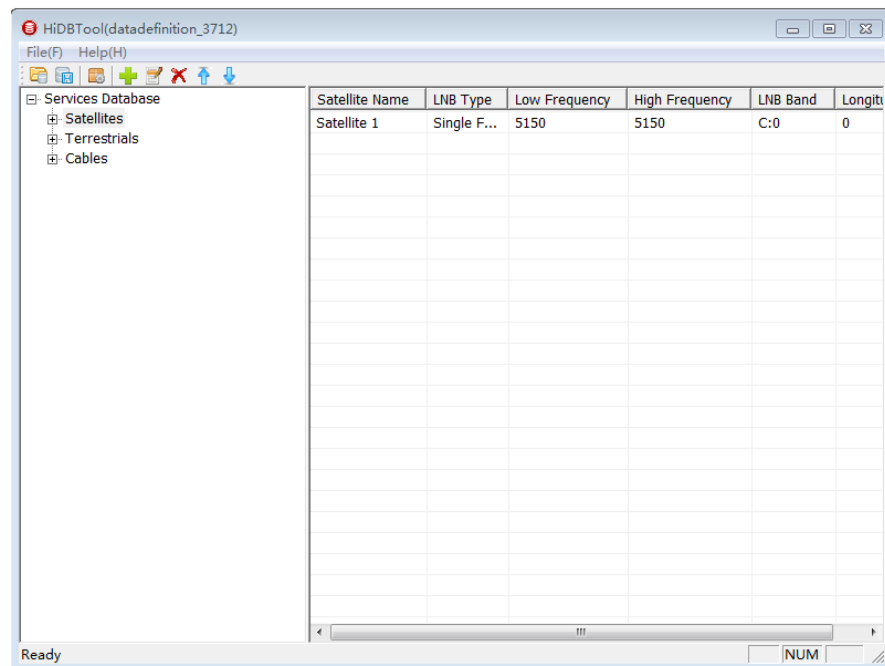 HiDBTool(datadefinition_3712)
File(F) Help(H)
Services Database
Satellites
Terrestrials
Cables
Satellite Name LNB Type Low Frequency High Frequency LNB Band Longitu
Satellite 1 Single F... 5150 5150 C:0 0
Ready NUM